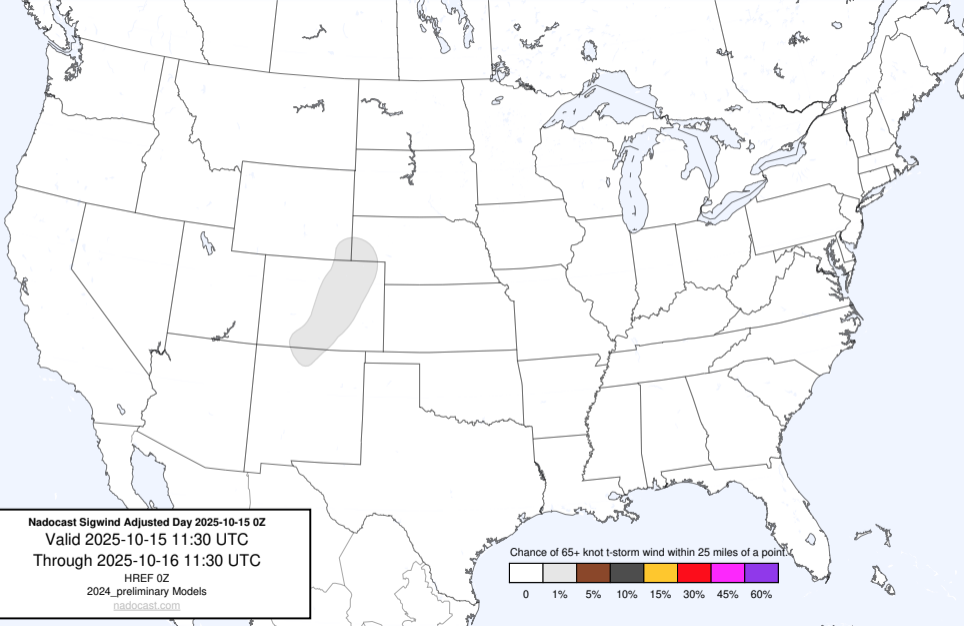 Nadocast Sigwind Adjusted Day 2025-10-15 0Z
Valid 2025-10-15 11:30 UTC
Through 2025-10-16 11:30 UTC
HREF 0Z
2024_preliminary Models
nadocast.com
Chance of 65+ knot t-storm wind within 25 miles of a point.
0 1% 5% 10% 15% 30% 45% 60%